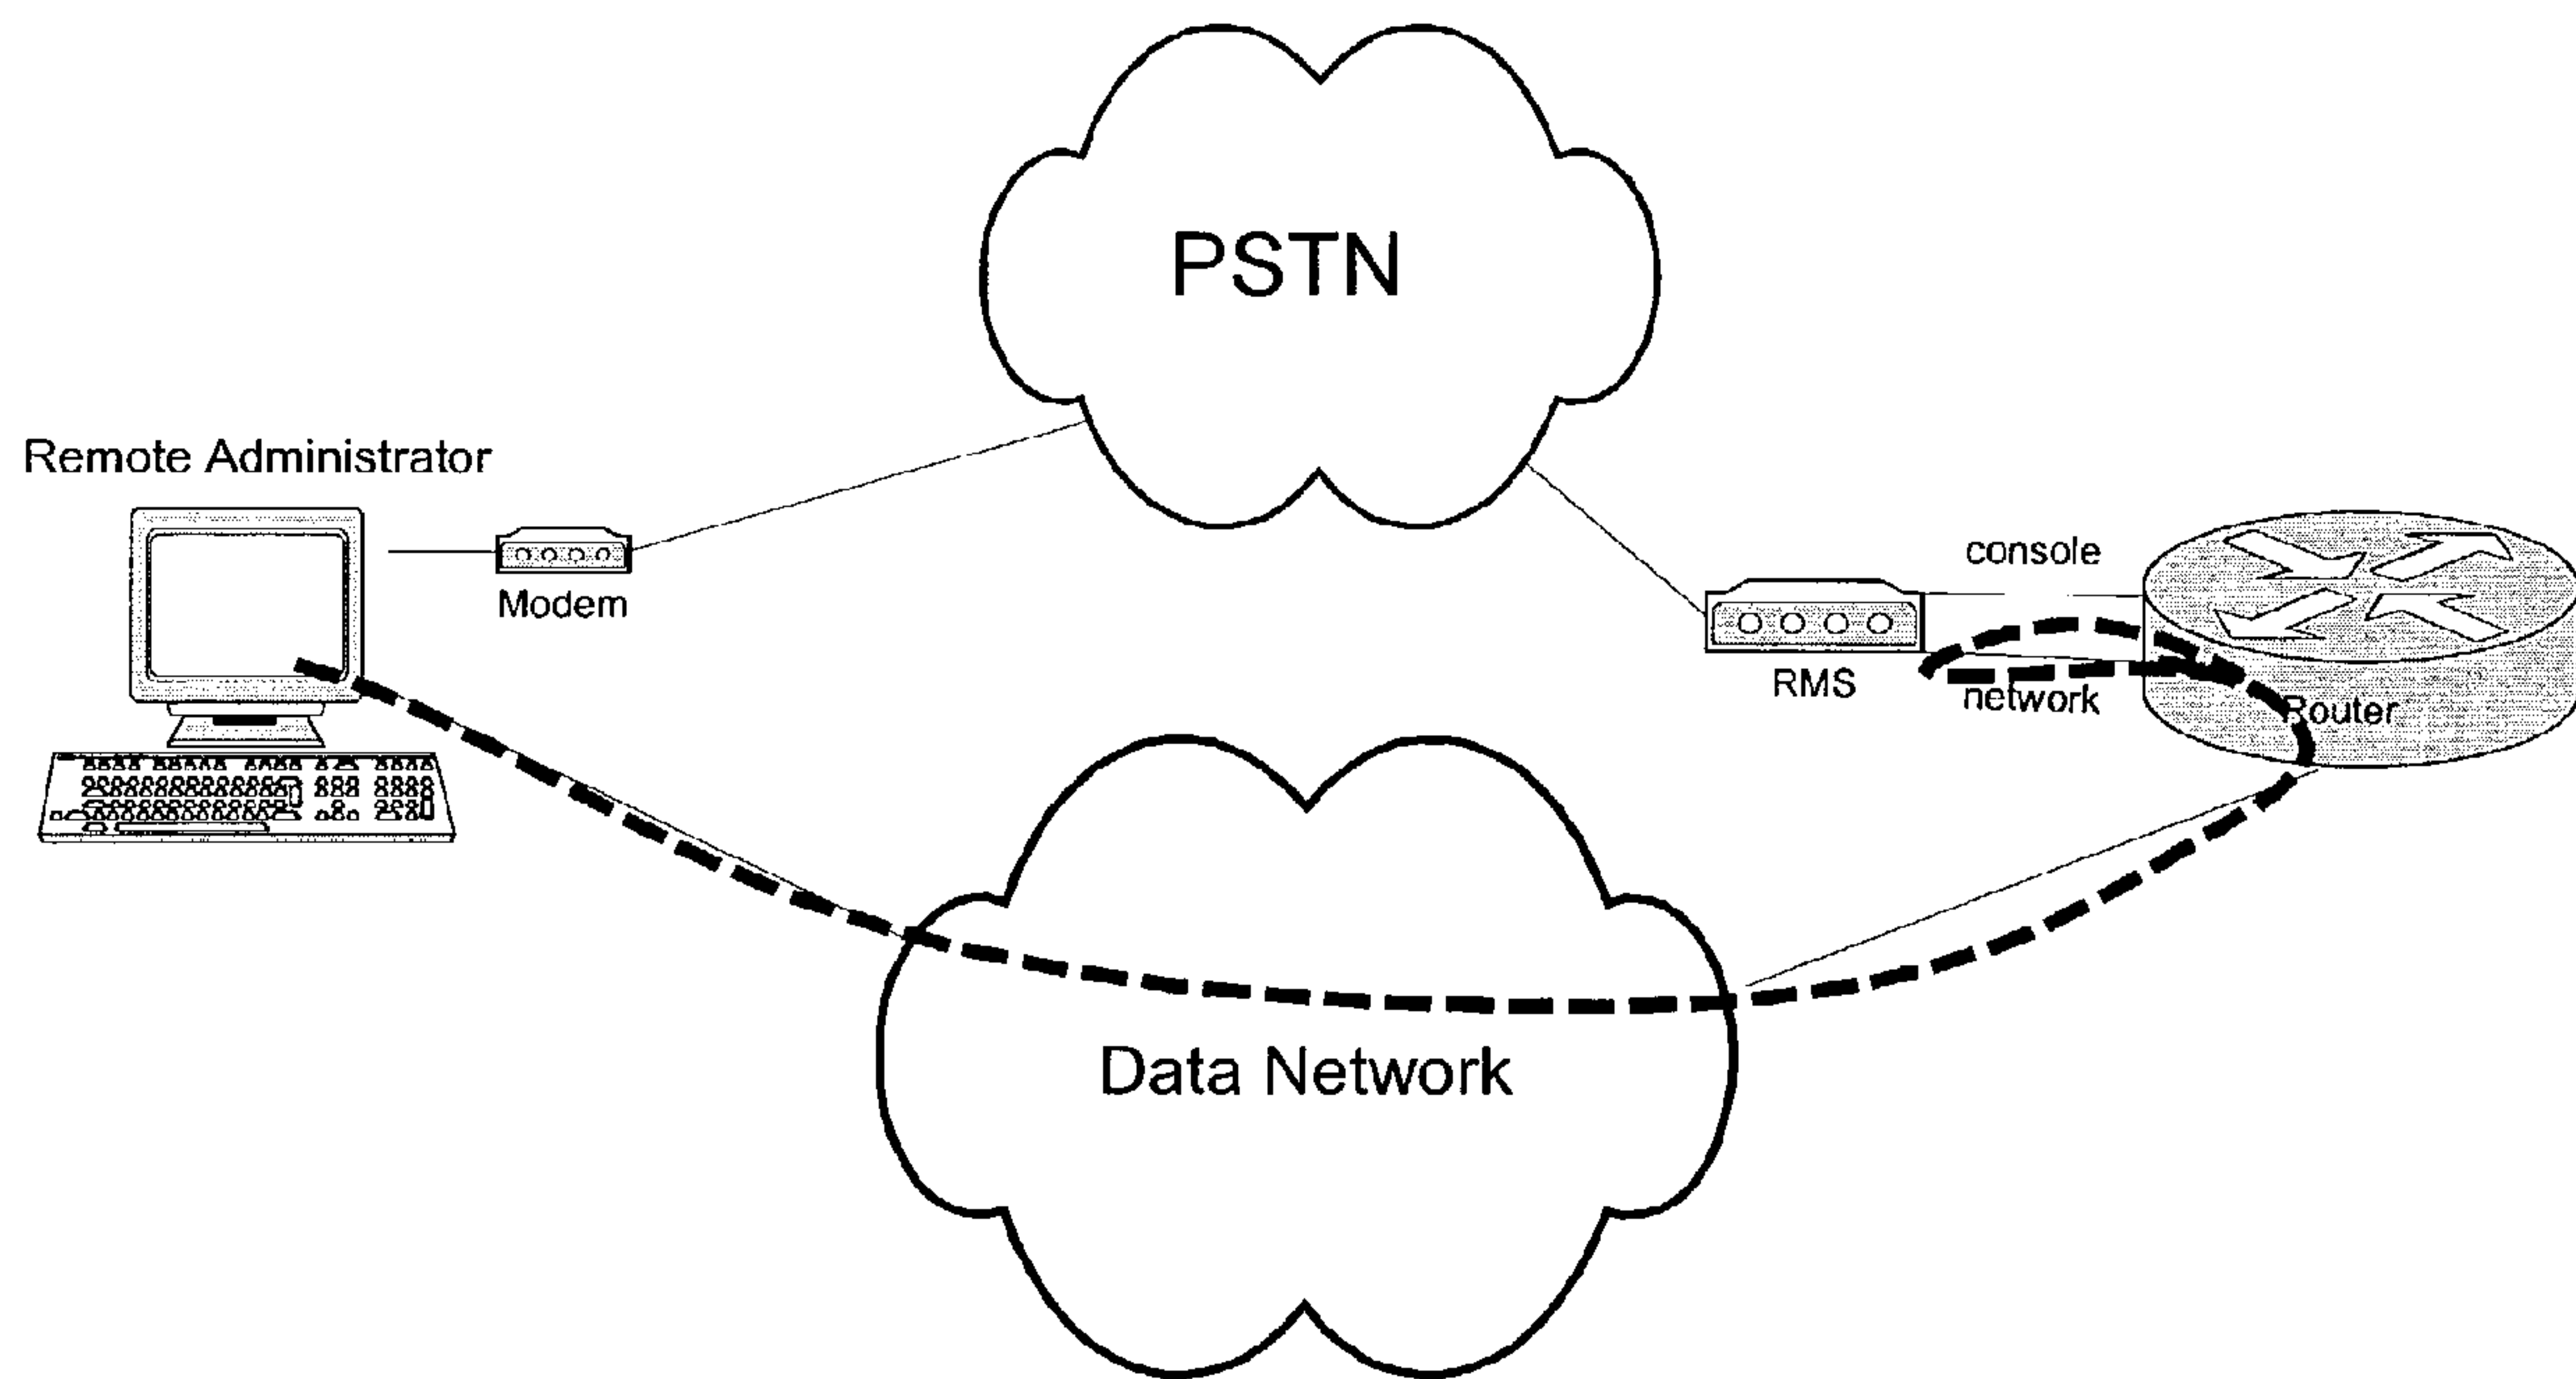 PSTN
Remote Administrator
Modem
console
RMS
network
Router
Data Network